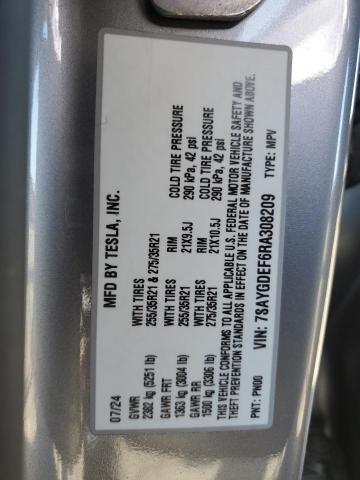 MFD BY TESLA, INC.
07/24
GVWR WITH TIRES
2382 kg (5251 lb) 255/35R21 & 275/35R21
GAWR FRT WITH TIRES RIM COLD TIRE PRESSURE
1363 kg (3004 lb) 255/35R21 21X9.5J 290 kPa, 42 psi
GAWR RR WITH TIRES RIM COLD TIRE PRESSURE
1500 kg (3306 lb) 275/35R21 21X10.5J 290 kPa, 42 psi
THIS VEHICLE CONFORMS TO ALL APPLICABLE U.S. FEDERAL MOTOR VEHICLE SAFETY AND
THEFT PREVENTION STANDARDS IN EFFECT ON THE DATE OF MANUFACTURE SHOWN ABOVE.
PNT: PN00 VIN: 7SAYGDEF6RA308209 TYPE: MPV